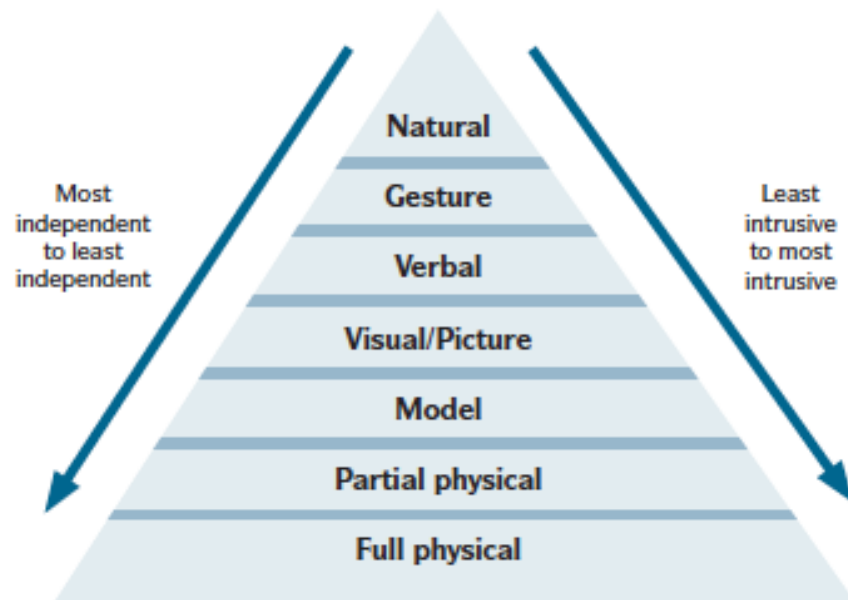 Natural
Gesture
Verbal
Visual/Picture
Model
Partial physical
Full physical
Most
independent
to least
independent
Least
intrusive
to most
intrusive